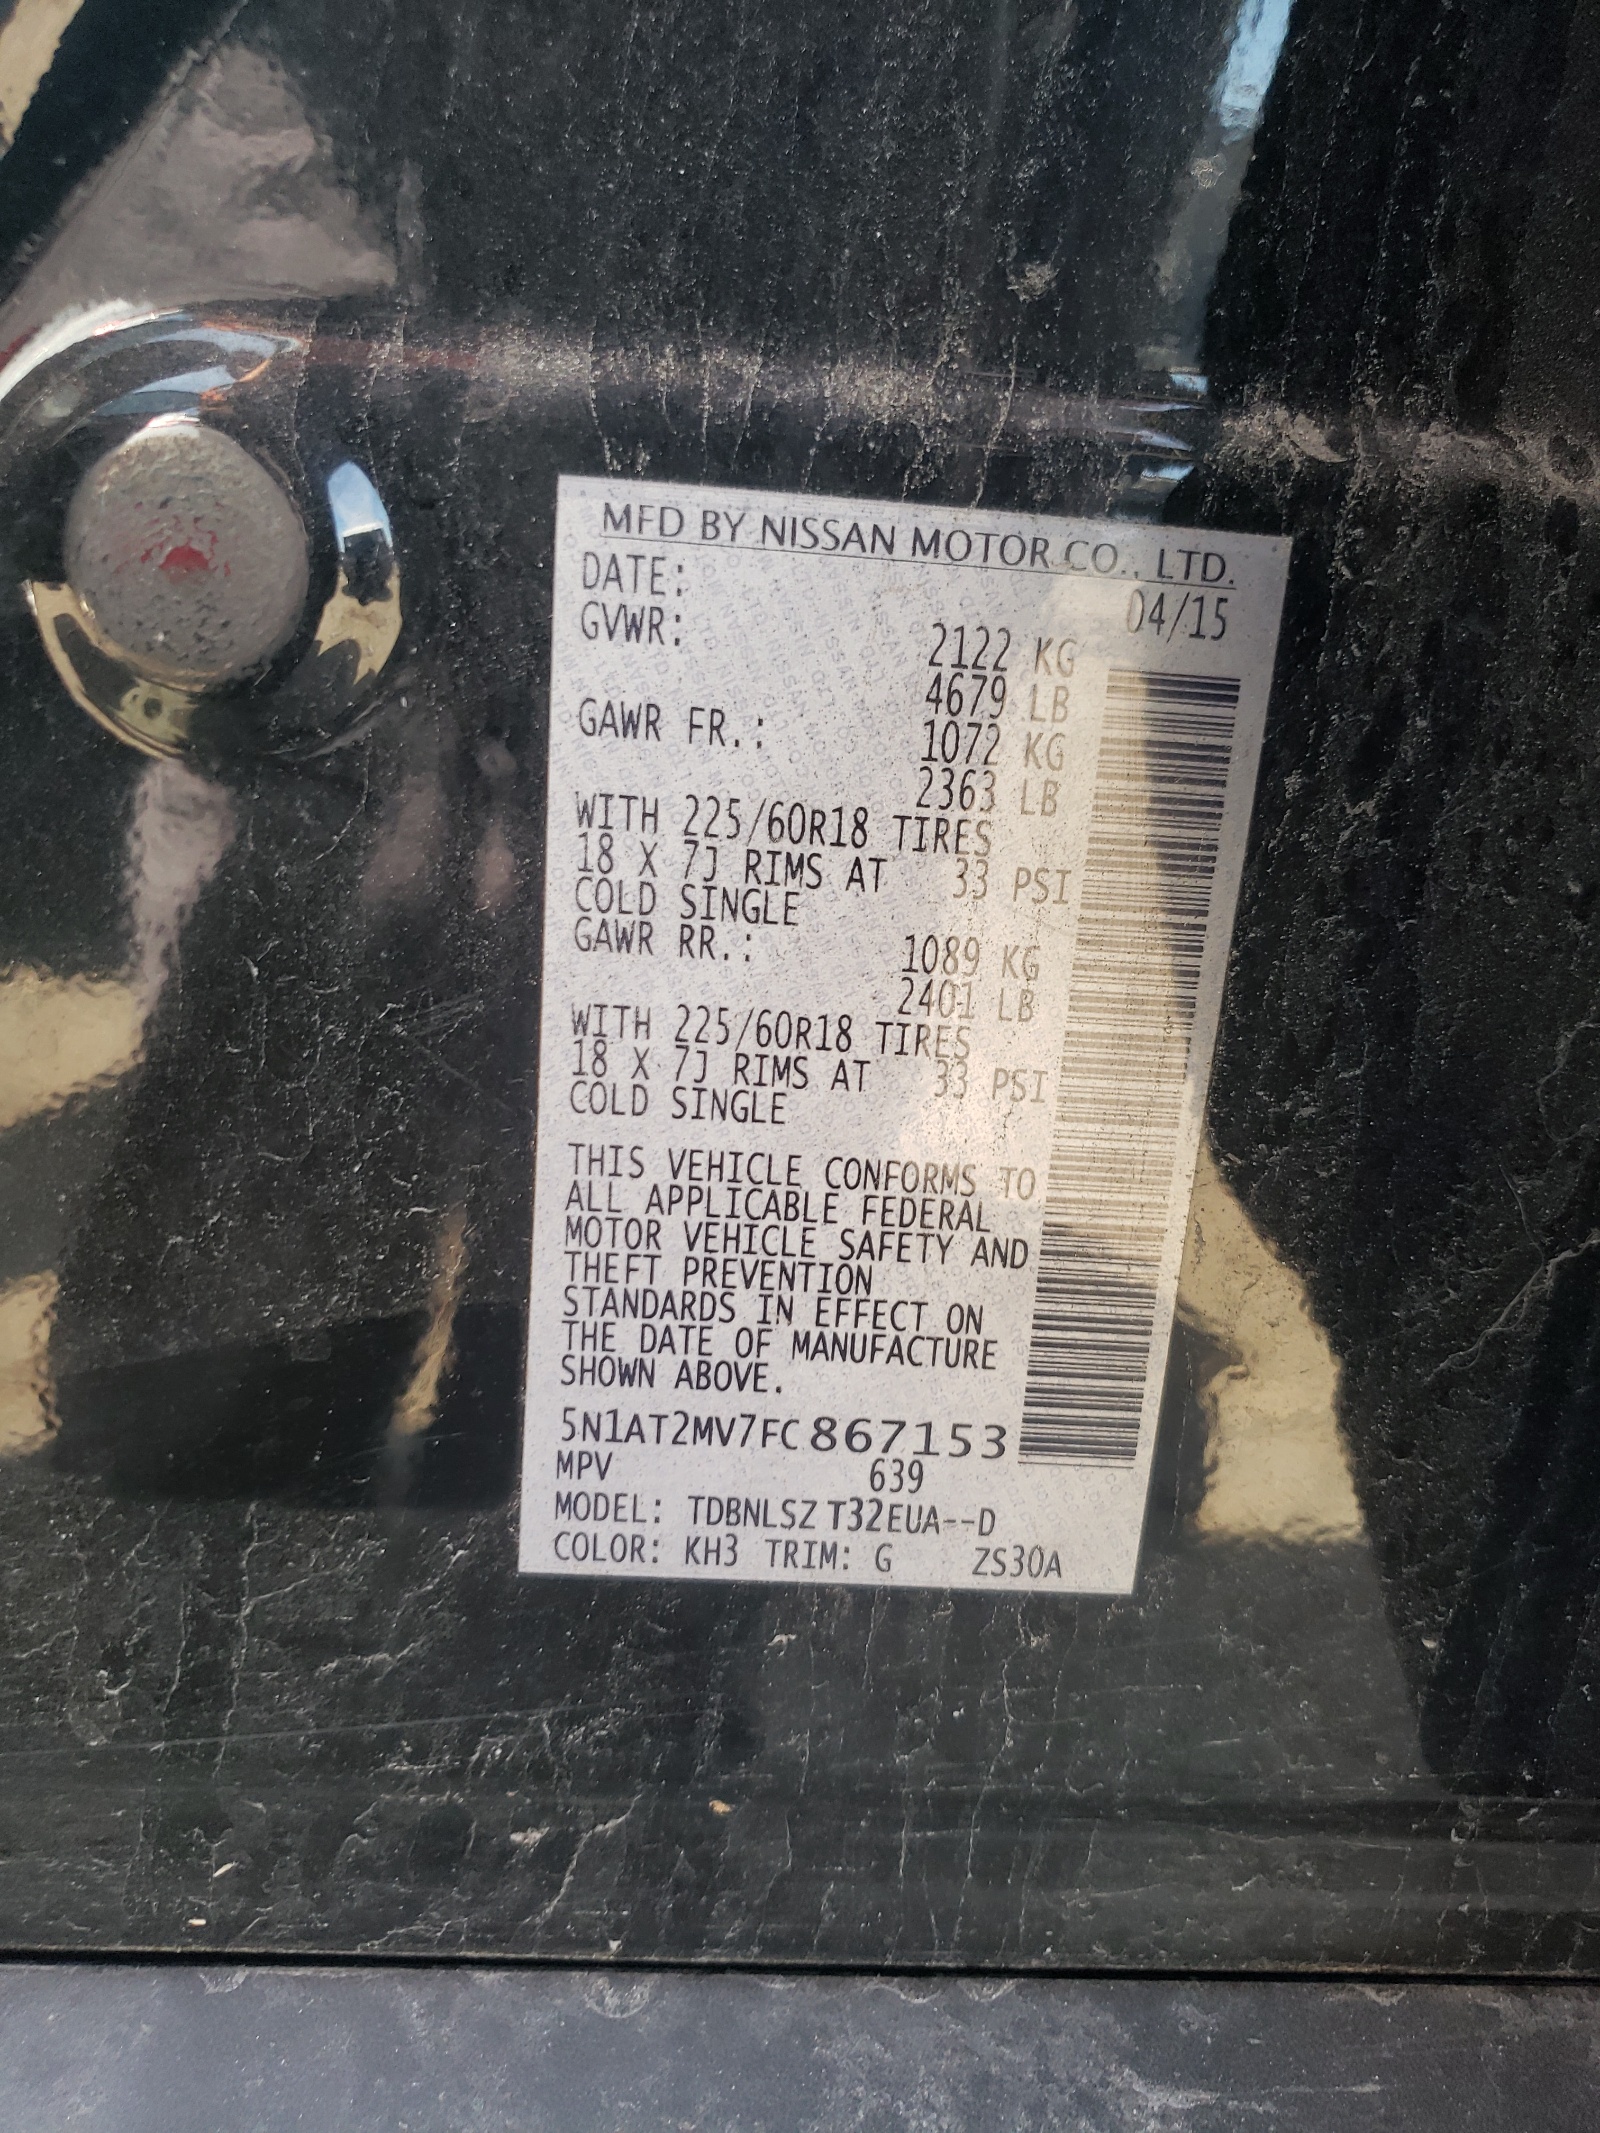 MFD BY NISSAN MOTOR CO., LTD.
DATE: 04/15
GVWR: 2122 KG
4679 LB
GAWR FR.: 1072 KG
2363 LB
WITH 225/60R18 TIRES
18 X 7J RIMS AT 33 PSI
COLD SINGLE
GAWR RR.: 1089 KG
2401 LB
WITH 225/60R18 TIRES
18 X 7J RIMS AT 33 PSI
COLD SINGLE
THIS VEHICLE CONFORMS TO
ALL APPLICABLE FEDERAL
MOTOR VEHICLE SAFETY AND
THEFT PREVENTION
STANDARDS IN EFFECT ON
THE DATE OF MANUFACTURE
SHOWN ABOVE.
5N1AT2MV7FC867153
MPV 639
MODEL: TDBNLSZ T32EUA--D
COLOR: KH3 TRIM: G ZS30A